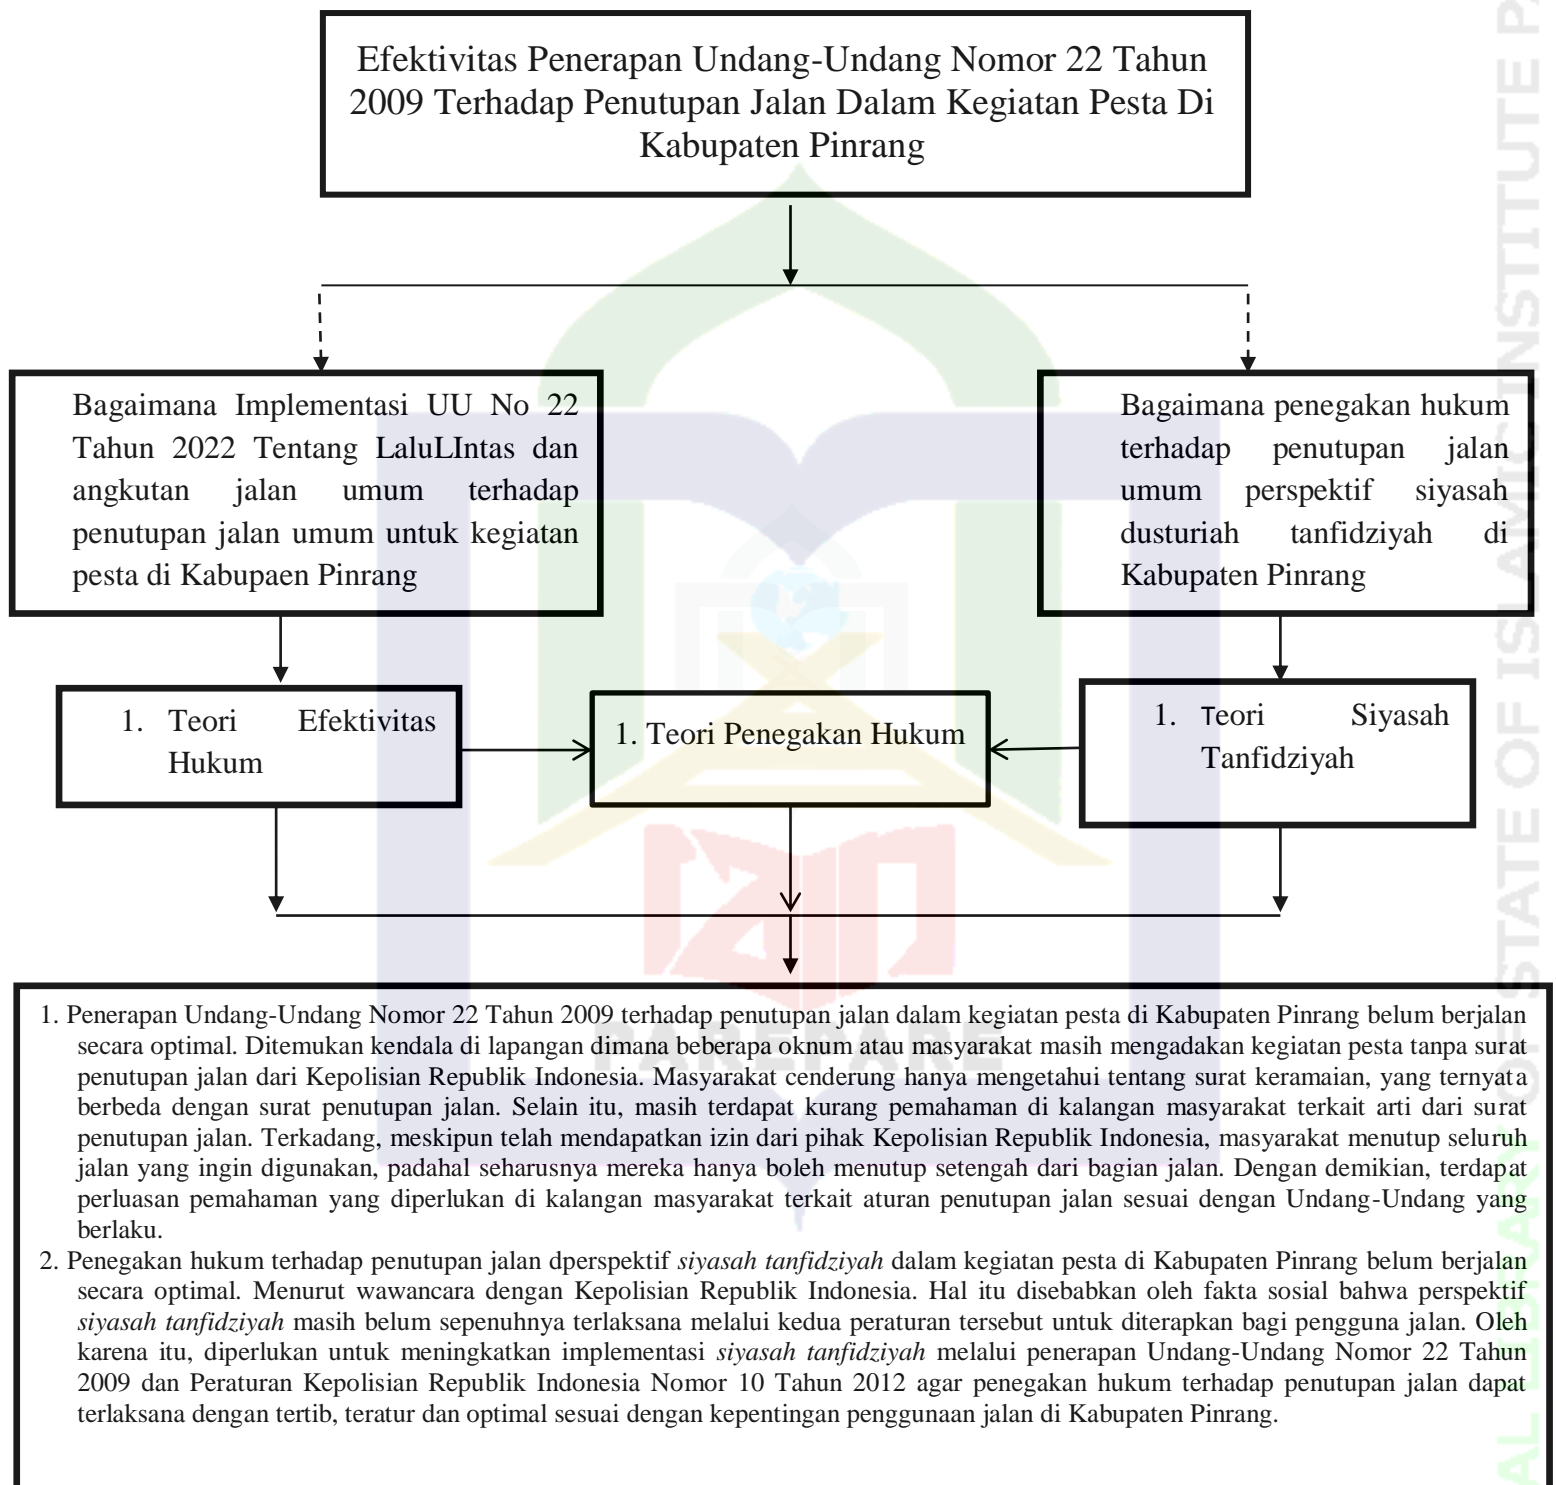 Efektivitas Penerapan Undang-Undang Nomor 22 Tahun
2009 Terhadap Penutupan Jalan Dalam Kegiatan Pesta Di
Kabupaten Pinrang
Bagaimana Implementasi UU No 22
Tahun 2022 Tentang LaluLIntas dan
angkutan jalan umum terhadap
penutupan jalan umum untuk kegiatan
pesta di Kabupaen Pinrang
Bagaimana penegakan hukum
terhadap penutupan jalan
umum perspektif siyasah
dusturiah tanfidziyah di
Kabupaten Pinrang
1. Teori Efektivitas
Hukum
1. Teori Penegakan Hukum
1. Teori Siyasah
Tanfidziyah
1. Penerapan Undang-Undang Nomor 22 Tahun 2009 terhadap penutupan jalan dalam kegiatan pesta di Kabupaten Pinrang belum berjalan
secara optimal. Ditemukan kendala di lapangan dimana beberapa oknum atau masyarakat masih mengadakan kegiatan pesta tanpa surat
penutupan jalan dari Kepolisian Republik Indonesia. Masyarakat cenderung hanya mengetahui tentang surat keramaian, yang ternyata
berbeda dengan surat penutupan jalan. Selain itu, masih terdapat kurang pemahaman di kalangan masyarakat terkait arti dari surat
penutupan jalan. Terkadang, meskipun telah mendapatkan izin dari pihak Kepolisian Republik Indonesia, masyarakat menutup seluruh
jalan yang ingin digunakan, padahal seharusnya mereka hanya boleh menutup setengah dari bagian jalan. Dengan demikian, terdapat
perluasan pemahaman yang diperlukan di kalangan masyarakat terkait aturan penutupan jalan sesuai dengan Undang-Undang yang
berlaku.
2. Penegakan hukum terhadap penutupan jalan dperspektif siyasah tanfidziyah dalam kegiatan pesta di Kabupaten Pinrang belum berjalan
secara optimal. Menurut wawancara dengan Kepolisian Republik Indonesia. Hal itu disebabkan oleh fakta sosial bahwa perspektif
siyasah tanfidziyah masih belum sepenuhnya terlaksana melalui kedua peraturan tersebut untuk diterapkan bagi pengguna jalan. Oleh
karena itu, diperlukan untuk meningkatkan implementasi siyasah tanfidziyah melalui penerapan Undang-Undang Nomor 22 Tahun
2009 dan Peraturan Kepolisian Republik Indonesia Nomor 10 Tahun 2012 agar penegakan hukum terhadap penutupan jalan dapat
terlaksana dengan tertib, teratur dan optimal sesuai dengan kepentingan penggunaan jalan di Kabupaten Pinrang.
PAREPARE
AL LIBRARY OF STATE OF ISLAMIC INSTITUTE PA